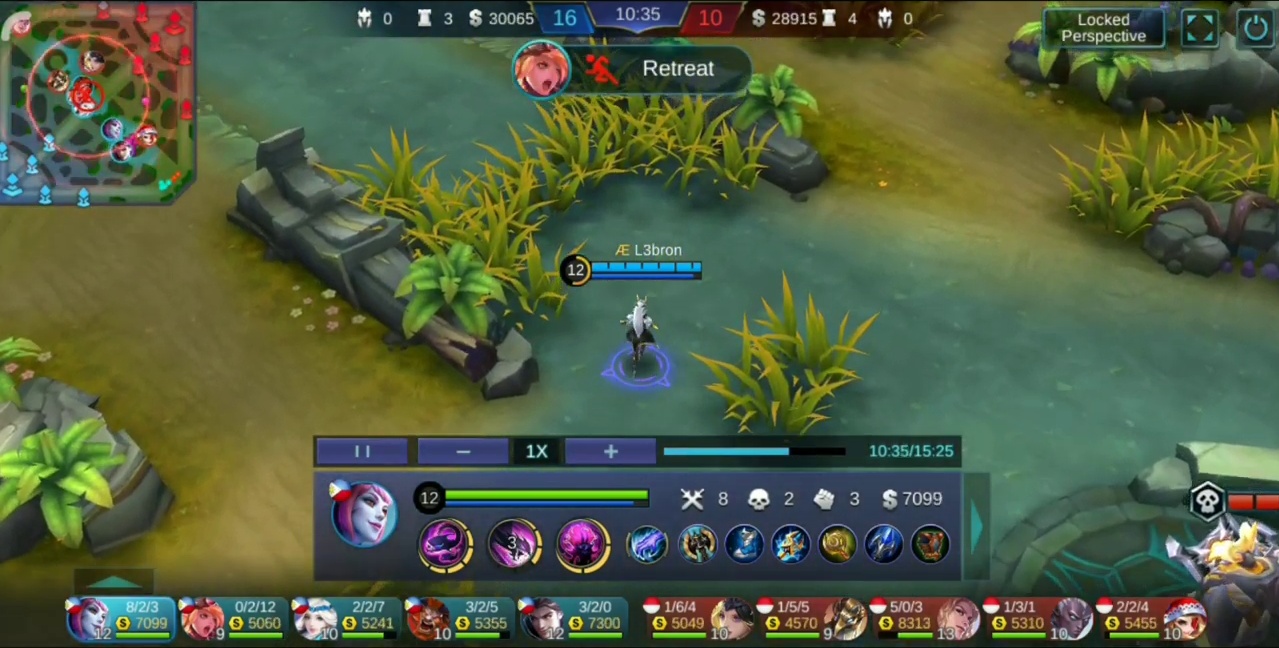 0 3 $ 30065 16 10:35 10 $ 28915 4 0
Locked
Perspective
Retreat
Æ L3bron
12
1X
10:35/15:25
12 8 2 3 $ 7099
3
8/2/3 0/2/12 2/2/7 3/2/5 3/2/0 1/6/4 1/5/5 5/0/3 1/3/1 2/2/4
$ 7099 $ 5060 $ 5241 $ 5355 $ 7300 $ 5049 $ 4570 $ 8313 $ 5310 $ 5455
12 9 10 10 12 10 9 13 10 10